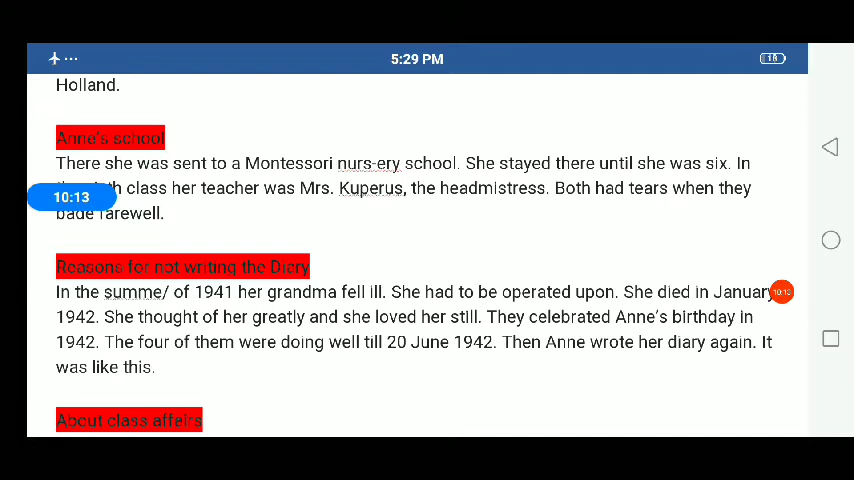 5:29 PM
18
Holland.
Anne's school
There she was sent to a Montessori nurs-ery school. She stayed there until she was six. In
class her teacher was Mrs. Kuperus, the headmistress. Both had tears when they
10:13
bade farewell.
Reasons for not writing the Diary
In the summe/ of 1941 her grandma fell ill. She had to be operated upon. She died in January
10:13
1942. She thought of her greatly and she loved her still. They celebrated Anne's birthday in
1942. The four of them were doing well till 20 June 1942. Then Anne wrote her diary again. It
was like this.
About class affairs